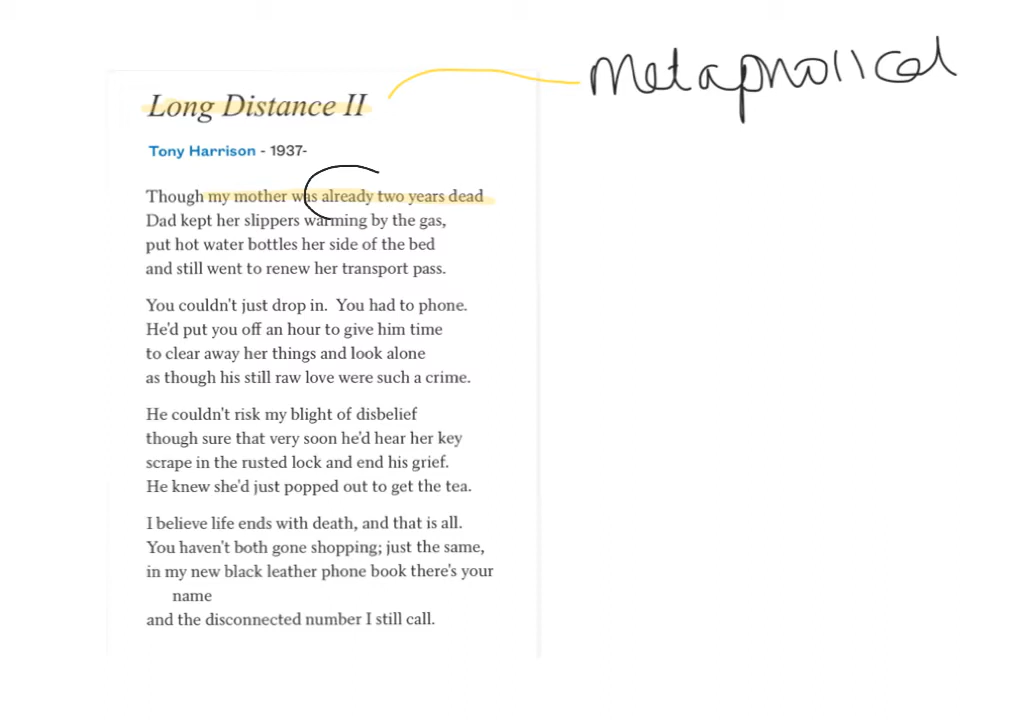 Metaphorical
Long Distance II
Tony Harrison - 1937-
Though my mother was already two years dead
Dad kept her slippers warming by the gas,
put hot water bottles her side of the bed
and still went to renew her transport pass.
You couldn't just drop in.  You had to phone.
He'd put you off an hour to give him time
to clear away her things and look alone
as though his still raw love were such a crime.
He couldn't risk my blight of disbelief
though sure that very soon he'd hear her key
scrape in the rusted lock and end his grief.
He knew she'd just popped out to get the tea.
I believe life ends with death, and that is all.
You haven't both gone shopping; just the same,
in my new black leather phone book there's your
name
and the disconnected number I still call.